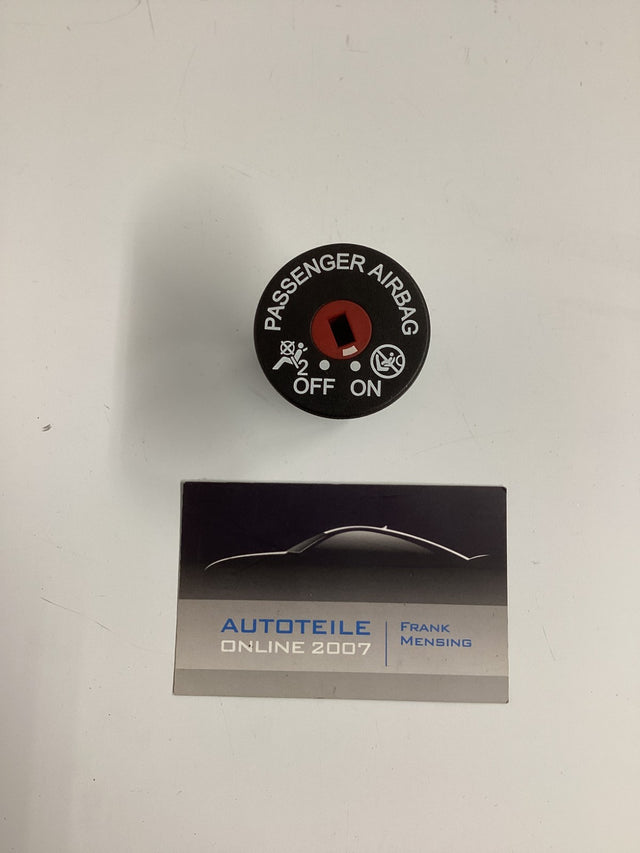 PASSENGER AIRBAG
2
OFF ON
AUTOTEILE
ONLINE 2007
FRANK
MENSING